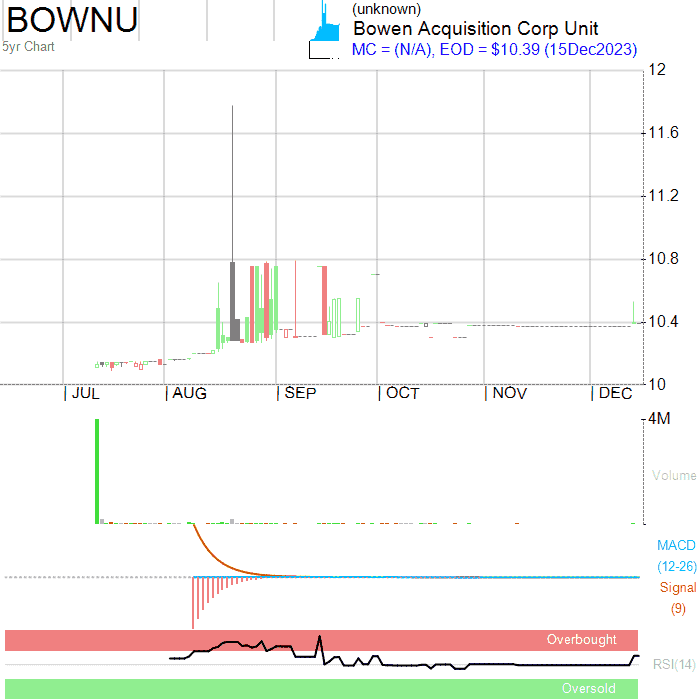 BOWNU
5yr Chart
(unknown)
Bowen Acquisition Corp Unit
MC = (N/A), EOD = $10.39 (15Dec2023)
12
11.6
11.2
10.8
10.4
10
JUL AUG SEP OCT NOV DEC
4M
Volume
MACD
(12-26)
Signal
(9)
Overbought
RSI(14)
Oversold